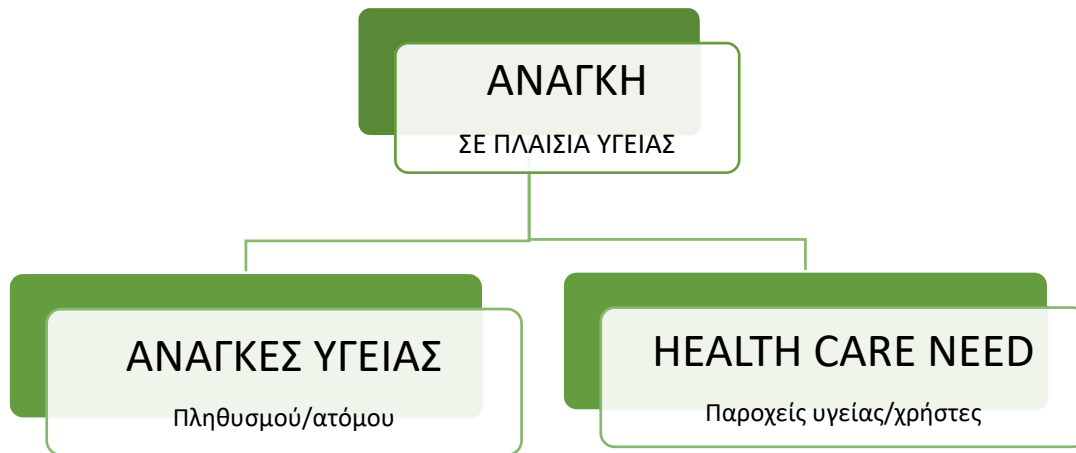 ΑΝΑΓΚΗ
ΣΕ ΠΛΑΙΣΙΑ ΥΓΕΙΑΣ
ΑΝΑΓΚΕΣ ΥΓΕΙΑΣ
Πληθυσμού/ατόμου
HEALTH CARE NEED
Παροχείς υγείας/χρήστες